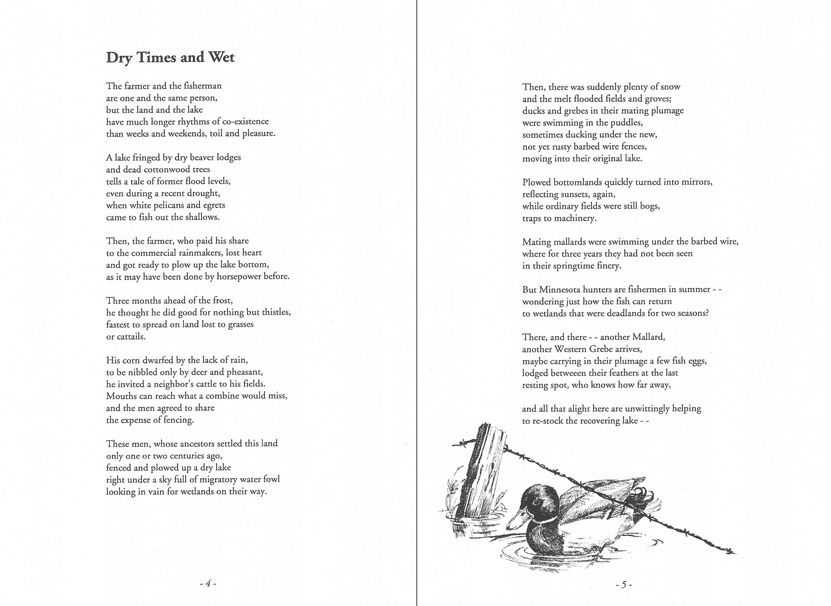 Dry Times and Wet
The farmer and the fisherman
are one and the same person,
but the land and the lake
have much longer rhythms of co-existence
than weeks and weekends, toil and pleasure.
A lake fringed by dry beaver lodges
and dead cottonwood trees
tells a tale of former flood levels,
even during a recent drought,
when white pelicans and egrets
came to fish out the shallows.
Then, the farmer, who paid his share
to the commercial rainmakers, lost heart
and got ready to plow up the lake bottom,
as it may have been done by horsepower before.
Three months ahead of the frost,
he thought he did good for nothing but thistles,
fastest to spread on land lost to grasses
or cattails.
His corn dwarfed by the lack of rain,
to be nibbled only by deer and pheasant,
he invited a neighbor's cattle to his fields.
Mouths can reach what a combine would miss,
and the men agreed to share
the expense of fencing.
These men, whose ancestors settled this land
only one or two centuries ago,
fenced and plowed up a dry lake
right under a sky full of migratory water fowl
looking in vain for wetlands on their way.
- 4 -
Then, there was suddenly plenty of snow
and the melt flooded fields and groves;
ducks and grebes in their mating plumage
were swimming in the puddles,
sometimes ducking under the new,
not yet rusty barbed wire fences,
moving into their original lake.
Plowed bottomlands quickly turned into mirrors,
reflecting sunsets, again,
while ordinary fields were still bogs,
traps to machinery.
Mating mallards were swimming under the barbed wire,
where for three years they had not been seen
in their springtime finery.
But Minnesota hunters are fishermen in summer - -
wondering just how the fish can return
to wetlands that were deadlands for two seasons?
There, and there - - another Mallard,
another Western Grebe arrives,
maybe carrying in their plumage a few fish eggs,
lodged betweeen their feathers at the last
resting spot, who knows how far away,
and all that alight here are unwittingly helping
to re-stock the recovering lake - -
- 5 -